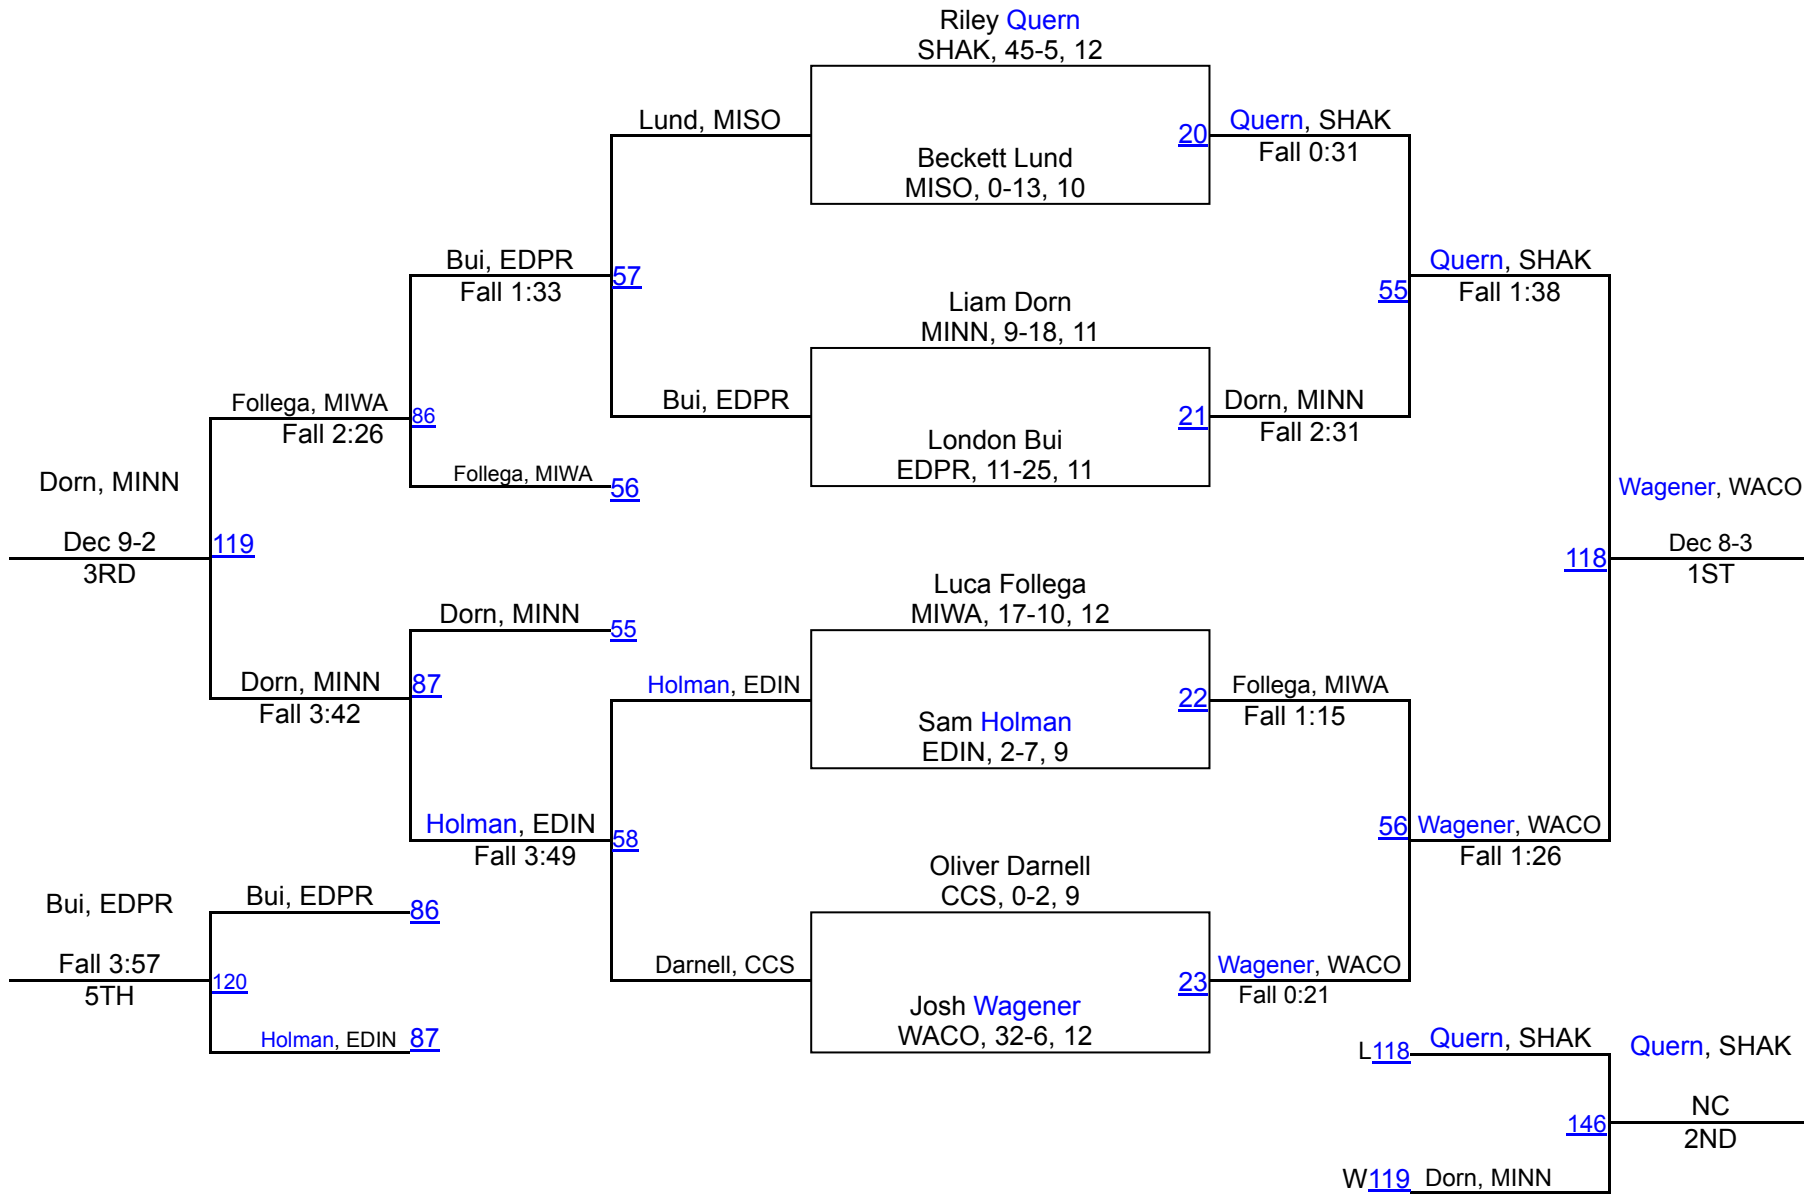 Riley Quern
SHAK, 45-5, 12
Lund, MISO
20
Quern, SHAK
Fall 0:31
Beckett Lund
MISO, 0-13, 10
Bui, EDPR
Fall 1:33
57
Quern, SHAK
Fall 1:38
55
Liam Dorn
MINN, 9-18, 11
Follega, MIWA
Fall 2:26
86
Bui, EDPR
21
Dorn, MINN
Fall 2:31
London Bui
EDPR, 11-25, 11
Follega, MIWA
56
Dorn, MINN
Dec 9-2
3RD
119
Wagener, WACO
118
Dec 8-3
1ST
Luca Follega
MIWA, 17-10, 12
Dorn, MINN
55
Dorn, MINN
Fall 3:42
87
Holman, EDIN
22
Follega, MIWA
Fall 1:15
Sam Holman
EDIN, 2-7, 9
Holman, EDIN
Fall 3:49
58
56
Wagener, WACO
Fall 1:26
Oliver Darnell
CCS, 0-2, 9
Bui, EDPR
Bui, EDPR
86
Fall 3:57
5TH
120
Darnell, CCS
23
Wagener, WACO
Fall 0:21
Josh Wagener
WACO, 32-6, 12
Holman, EDIN
87
L118
Quern, SHAK
Quern, SHAK
146
NC
2ND
W119
Dorn, MINN